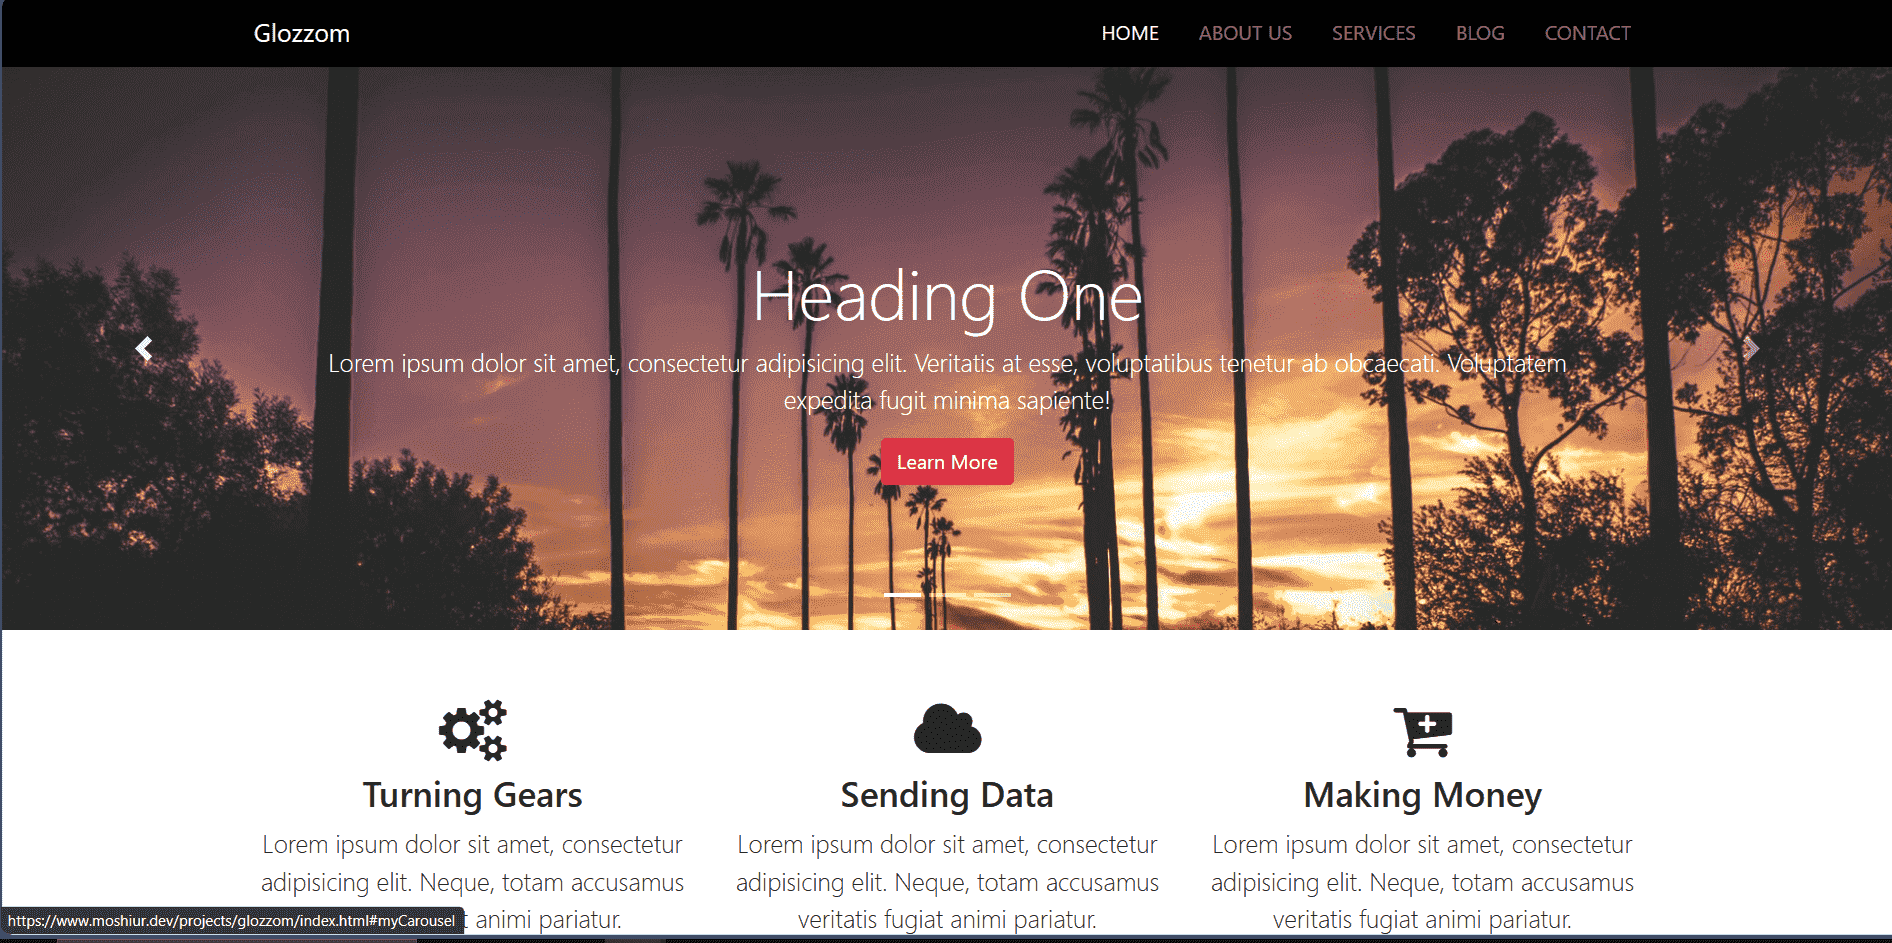 Glozzom
HOME ABOUT US SERVICES BLOG CONTACT
Heading One
Lorem ipsum dolor sit amet, consectetur adipisicing elit. Veritatis at esse, voluptatibus tenetur ab obcaecati. Voluptatem
expedita fugit minima sapiente!
Learn More
Turning Gears
Lorem ipsum dolor sit amet, consectetur
adipisicing elit. Neque, totam accusamus
t animi pariatur.
Sending Data
Lorem ipsum dolor sit amet, consectetur
adipisicing elit. Neque, totam accusamus
veritatis fugiat animi pariatur.
Making Money
Lorem ipsum dolor sit amet, consectetur
adipisicing elit. Neque, totam accusamus
veritatis fugiat animi pariatur.
https://www.moshiur.dev/projects/glozzom/index.html#myCarousel